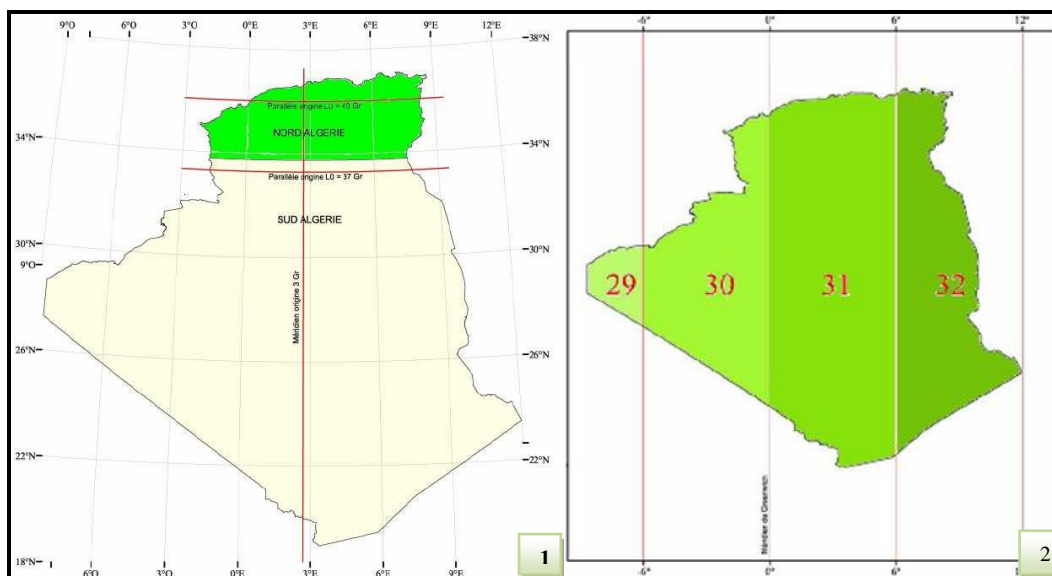 9°O 6°O 0°E 3°E 6°E 9°E
38°N
Parallèle origine L0 = 40 Gr
34°N NORD ALGERIE 34°N
Parallèle origine L0 = 37 Gr
SUD ALGERIE
30°N 30°N
9°O
Méridien origine 3 Gr
26°N 26°N
22°N 22°N
18°N
6°O 0°E 3°E 6°E 9°E
1
-6° 0° 6° 12°
29 30 31 32
Méridien de Greenwich
-6° 0° 6° 12°
2